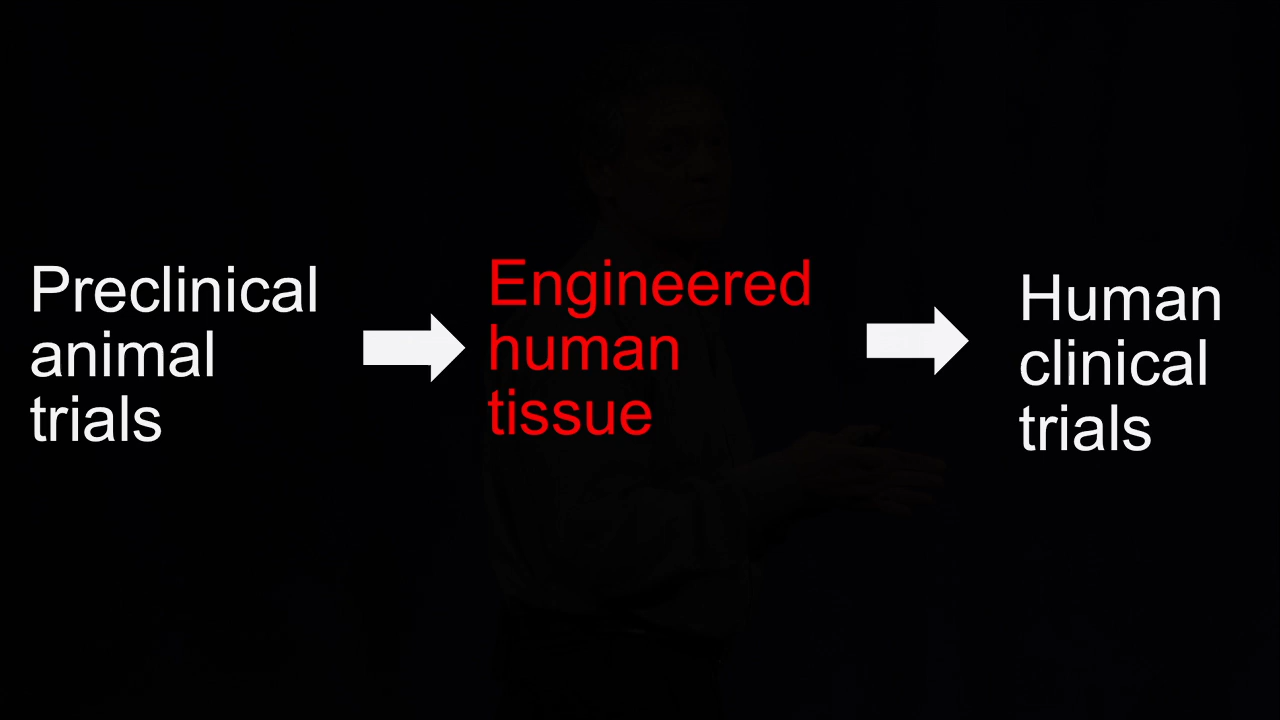 Preclinical
animal
trials
Engineered
human
tissue
Human
clinical
trials